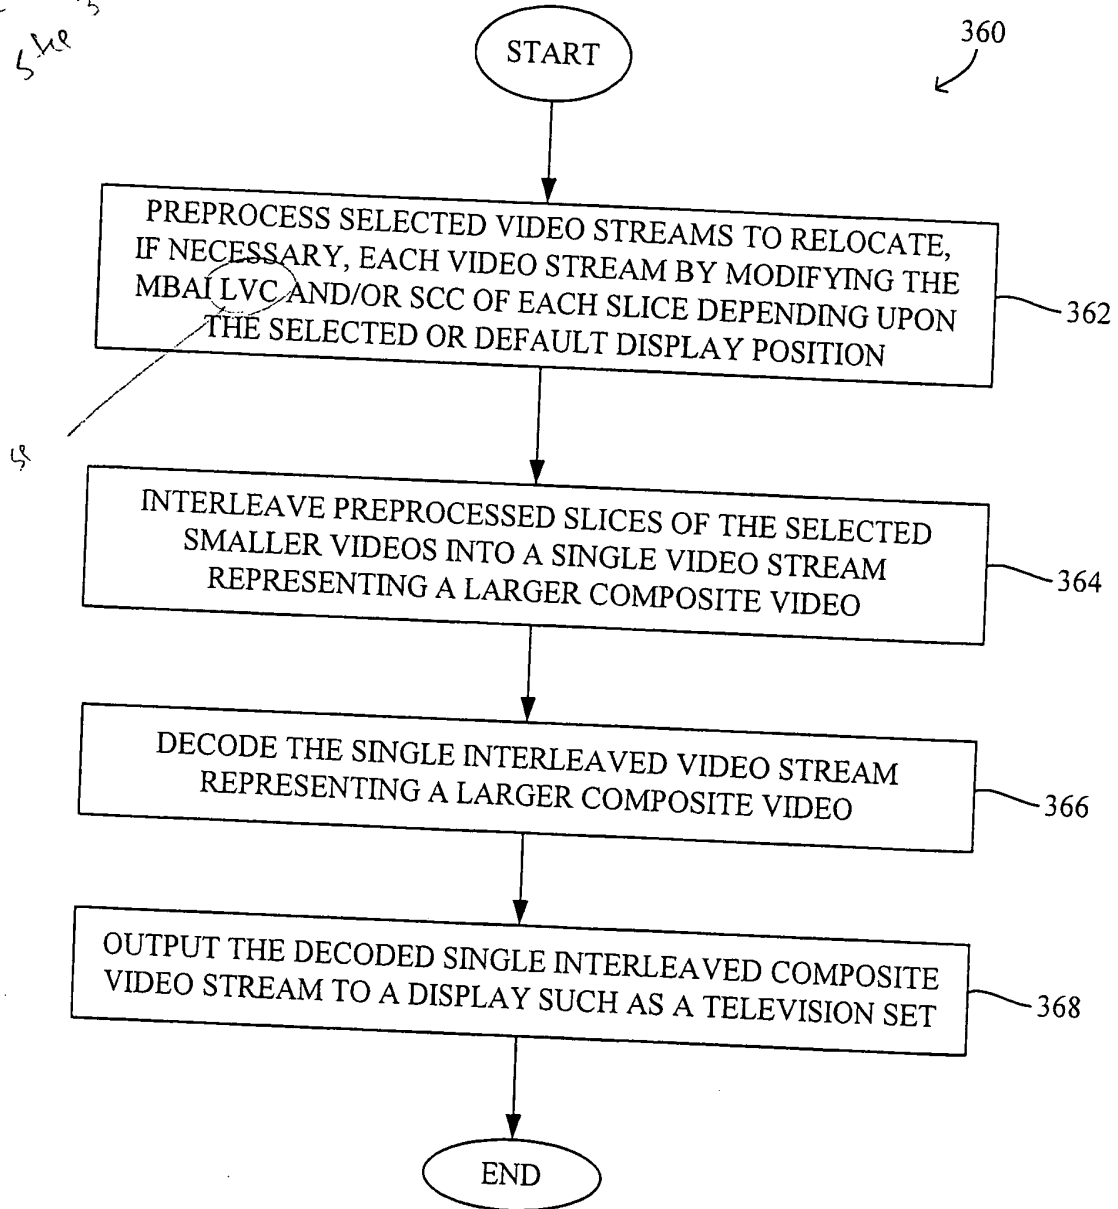 START
360
PREPROCESS SELECTED VIDEO STREAMS TO RELOCATE,
IF NECESSARY, EACH VIDEO STREAM BY MODIFYING THE
MBAI LVC AND/OR SCC OF EACH SLICE DEPENDING UPON
THE SELECTED OR DEFAULT DISPLAY POSITION
362
INTERLEAVE PREPROCESSED SLICES OF THE SELECTED
SMALLER VIDEOS INTO A SINGLE VIDEO STREAM
REPRESENTING A LARGER COMPOSITE VIDEO
364
DECODE THE SINGLE INTERLEAVED VIDEO STREAM
REPRESENTING A LARGER COMPOSITE VIDEO
366
OUTPUT THE DECODED SINGLE INTERLEAVED COMPOSITE
VIDEO STREAM TO A DISPLAY SUCH AS A TELEVISION SET
368
END